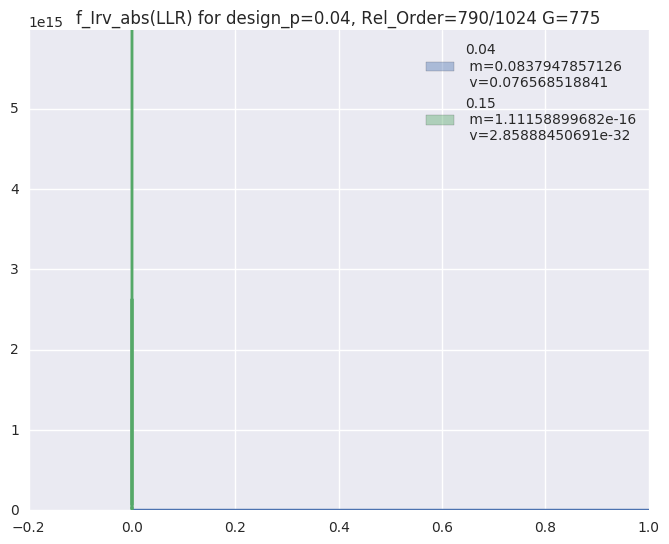 f_Irv_abs(LLR) for design_p=0.04, Rel_Order=790/1024 G=775
1e15
0.04
m=0.0837947857126
v=0.076568518841
0.15
m=1.11158899682e-16
v=2.85888450691e-32
5
4
3
2
1
0
−0.2
0.0
0.2
0.4
0.6
0.8
1.0